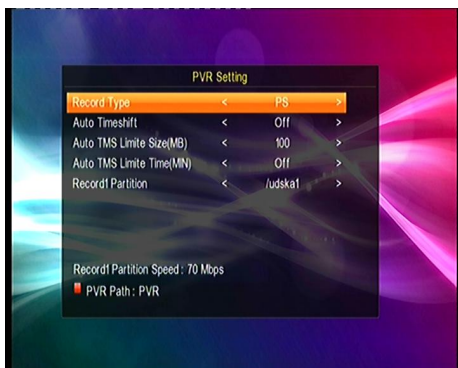 PVR Setting
Record Type < PS >
Auto Timeshift < Off >
Auto TMS Limite Size(MB) < 100 >
Auto TMS Limite Time(MIN) < Off >
Record1 Partition < /udska1 >
Record1 Partition Speed : 70 Mbps
PVR Path : PVR